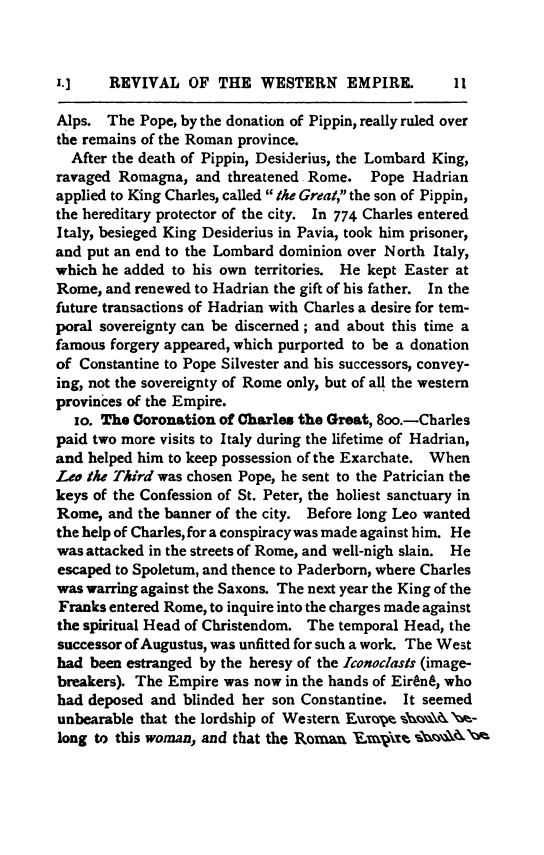 I.] REVIVAL OF THE WESTERN EMPIRE. 11
Alps. The Pope, by the donation of Pippin, really ruled over
the remains of the Roman province.
After the death of Pippin, Desiderius, the Lombard King,
ravaged Romagna, and threatened Rome. Pope Hadrian
applied to King Charles, called “the Great,” the son of Pippin,
the hereditary protector of the city. In 774 Charles entered
Italy, besieged King Desiderius in Pavia, took him prisoner,
and put an end to the Lombard dominion over North Italy,
which he added to his own territories. He kept Easter at
Rome, and renewed to Hadrian the gift of his father. In the
future transactions of Hadrian with Charles a desire for tem-
poral sovereignty can be discerned; and about this time a
famous forgery appeared, which purported to be a donation
of Constantine to Pope Silvester and his successors, convey-
ing, not the sovereignty of Rome only, but of all the western
provinces of the Empire.
10. The Coronation of Charles the Great, 800.—Charles
paid two more visits to Italy during the lifetime of Hadrian,
and helped him to keep possession of the Exarchate. When
Leo the Third was chosen Pope, he sent to the Patrician the
keys of the Confession of St. Peter, the holiest sanctuary in
Rome, and the banner of the city. Before long Leo wanted
the help of Charles, for a conspiracy was made against him. He
was attacked in the streets of Rome, and well-nigh slain. He
escaped to Spoletum, and thence to Paderborn, where Charles
was warring against the Saxons. The next year the King of the
Franks entered Rome, to inquire into the charges made against
the spiritual Head of Christendom. The temporal Head, the
successor of Augustus, was unfitted for such a work. The West
had been estranged by the heresy of the Iconoclasts (image-
breakers). The Empire was now in the hands of Eirênê, who
had deposed and blinded her son Constantine. It seemed
unbearable that the lordship of Western Europe should be-
long to this woman, and that the Roman Empire should be